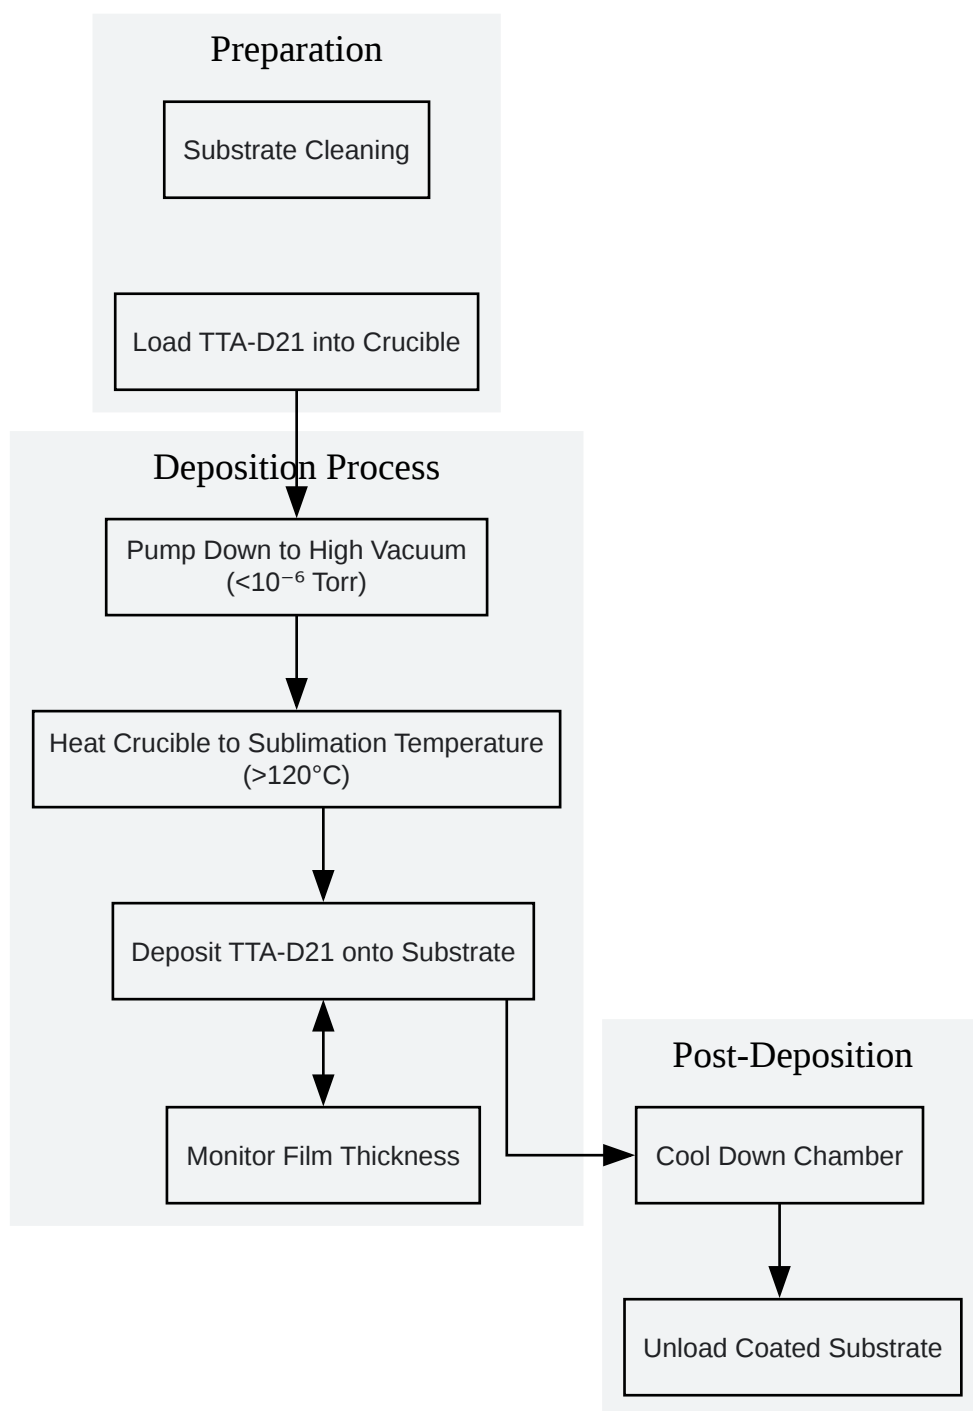 Preparation
Substrate Cleaning
Load TTA-D21 into Crucible
Deposition Process
Pump Down to High Vacuum
(<10⁻⁶ Torr)
Heat Crucible to Sublimation Temperature
(>120°C)
Deposit TTA-D21 onto Substrate
Monitor Film Thickness
Post-Deposition
Cool Down Chamber
Unload Coated Substrate